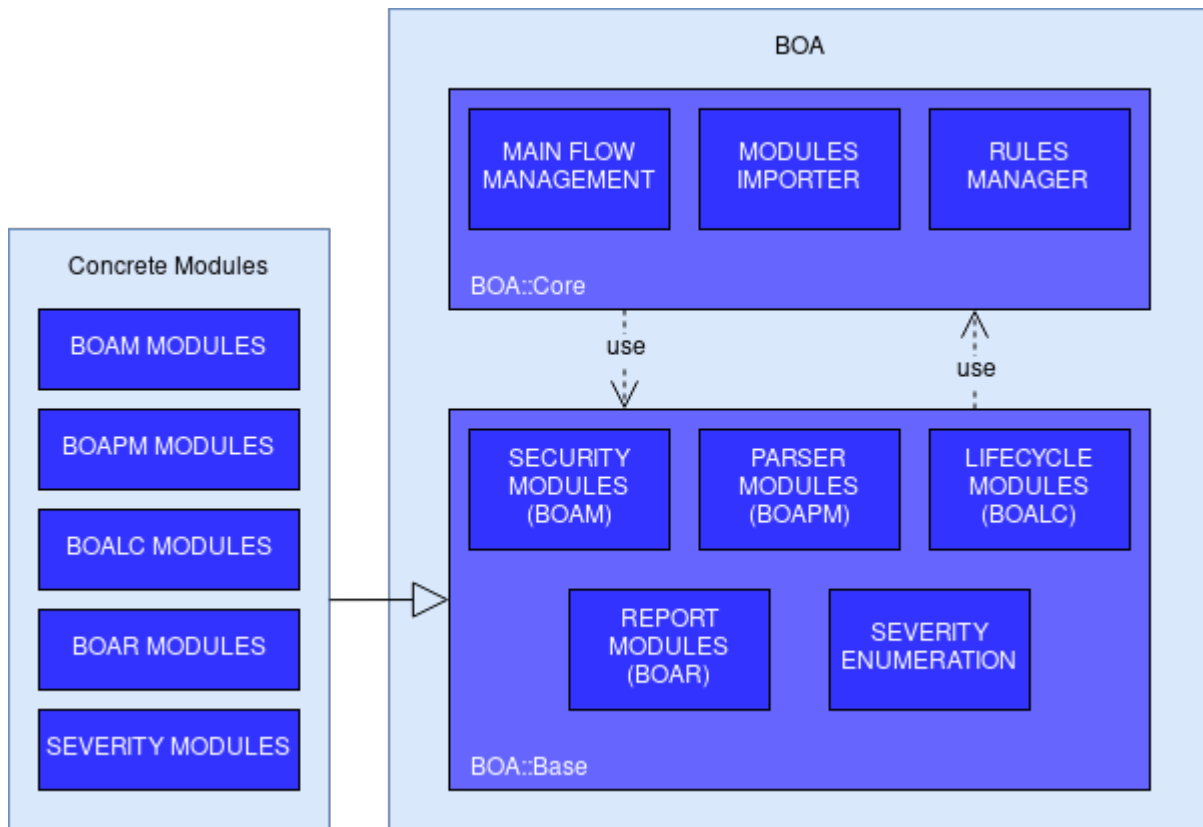 BOA
MAIN FLOW
MANAGEMENT
MODULES
IMPORTER
RULES
MANAGER
BOA::Core
Concrete Modules
BOAM MODULES
BOAPM MODULES
BOALC MODULES
BOAR MODULES
SEVERITY MODULES
use
use
SECURITY
MODULES
(BOAM)
PARSER
MODULES
(BOAPM)
LIFECYCLE
MODULES
(BOALC)
REPORT
MODULES
(BOAR)
SEVERITY
ENUMERATION
BOA::Base